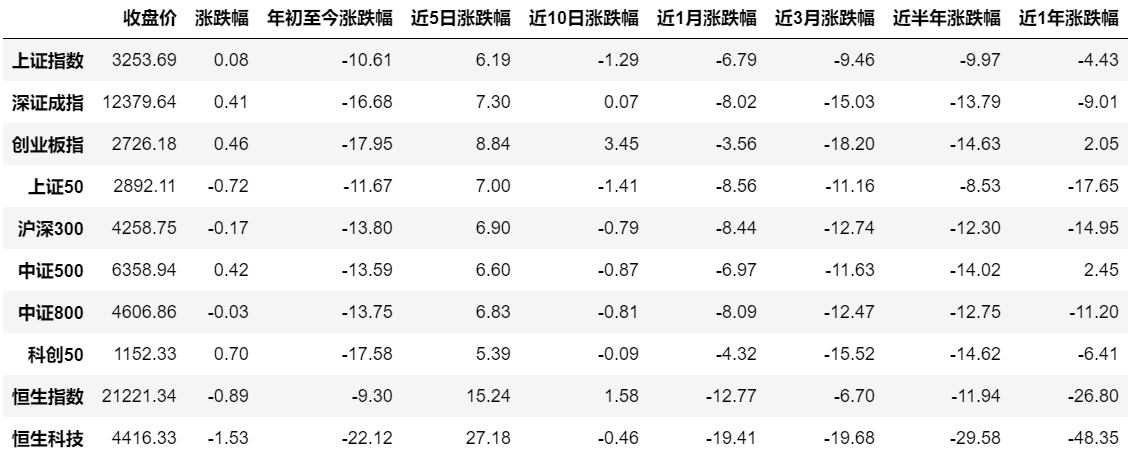 收盘价 涨跌幅 年初至今涨跌幅 近5日涨跌幅 近10日涨跌幅 近1月涨跌幅 近3月涨跌幅 近半年涨跌幅 近1年涨跌幅
上证指数 3253.69 0.08 -10.61 6.19 -1.29 -6.79 -9.46 -9.97 -4.43
深证成指 12379.64 0.41 -16.68 7.30 0.07 -8.02 -15.03 -13.79 -9.01
创业板指 2726.18 0.46 -17.95 8.84 3.45 -3.56 -18.20 -14.63 2.05
上证50 2892.11 -0.72 -11.67 7.00 -1.41 -8.56 -11.16 -8.53 -17.65
沪深300 4258.75 -0.17 -13.80 6.90 -0.79 -8.44 -12.74 -12.30 -14.95
中证500 6358.94 0.42 -13.59 6.60 -0.87 -6.97 -11.63 -14.02 2.45
中证800 4606.86 -0.03 -13.75 6.83 -0.81 -8.09 -12.47 -12.75 -11.20
科创50 1152.33 0.70 -17.58 5.39 -0.09 -4.32 -15.52 -14.62 -6.41
恒生指数 21221.34 -0.89 -9.30 15.24 1.58 -12.77 -6.70 -11.94 -26.80
恒生科技 4416.33 -1.53 -22.12 27.18 -0.46 -19.41 -19.68 -29.58 -48.35